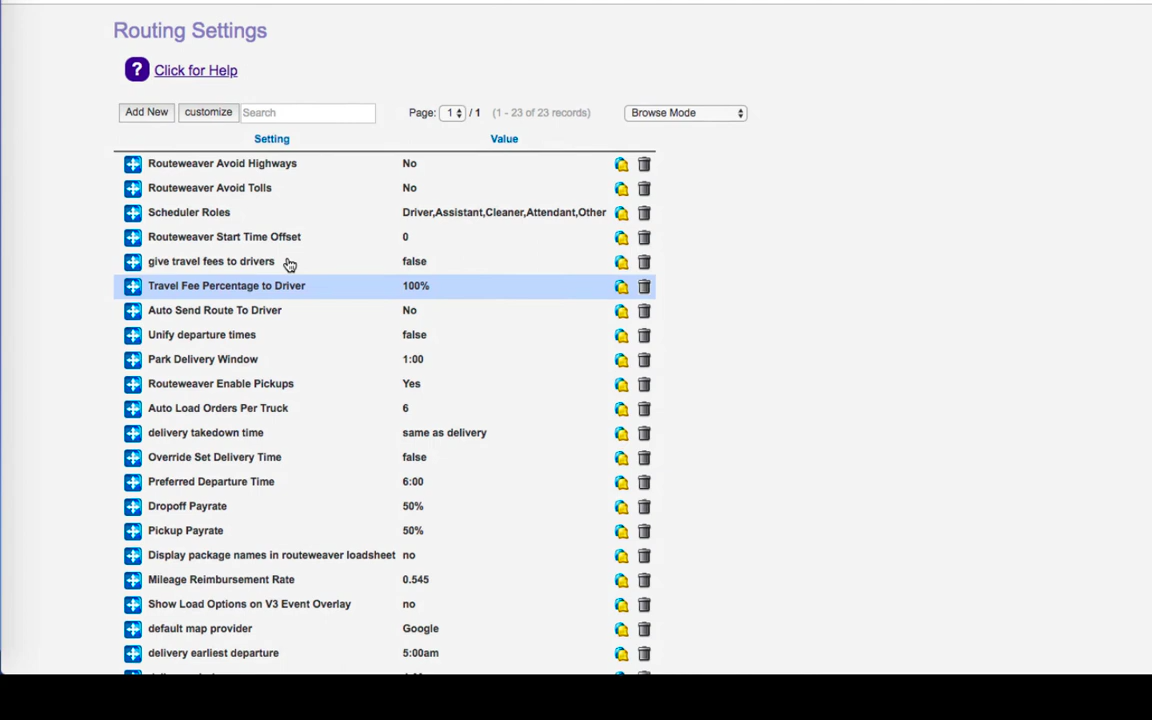 Routing Settings
? Click for Help
Add New customize Search Page: 1 / 1 (1 - 23 of 23 records) Browse Mode
Setting Value
Routeweaver Avoid Highways No
Routeweaver Avoid Tolls No
Scheduler Roles Driver,Assistant,Cleaner,Attendant,Other
Routeweaver Start Time Offset 0
give travel fees to drivers false
Travel Fee Percentage to Driver 100%
Auto Send Route To Driver No
Unify departure times false
Park Delivery Window 1:00
Routeweaver Enable Pickups Yes
Auto Load Orders Per Truck 6
delivery takedown time same as delivery
Override Set Delivery Time false
Preferred Departure Time 6:00
Dropoff Payrate 50%
Pickup Payrate 50%
Display package names in routeweaver loadsheet no
Mileage Reimbursement Rate 0.545
Show Load Options on V3 Event Overlay no
default map provider Google
delivery earliest departure 5:00am